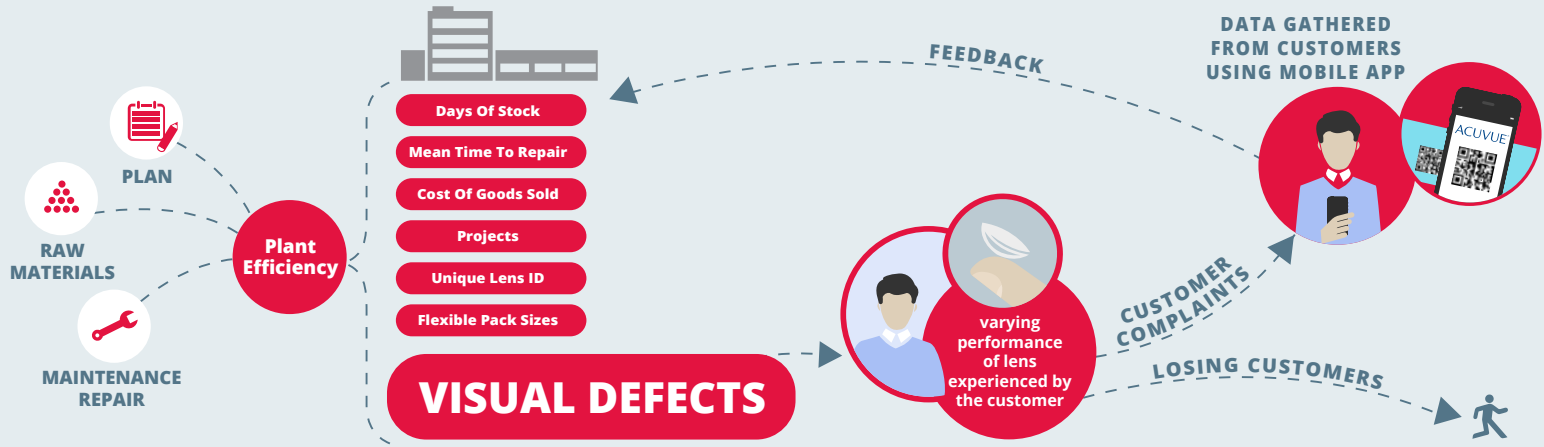 PLAN
RAW
MATERIALS
MAINTENANCE
REPAIR
Plant
Efficiency
Days Of Stock
Mean Time To Repair
Cost Of Goods Sold
Projects
Unique Lens ID
Flexible Pack Sizes
VISUAL DEFECTS
varying
performance
of lens
experienced by
the customer
FEEDBACK
CUSTOMER
COMPLAINTS
LOSING CUSTOMERS
DATA GATHERED
FROM CUSTOMERS
USING MOBILE APP
ACUVUE